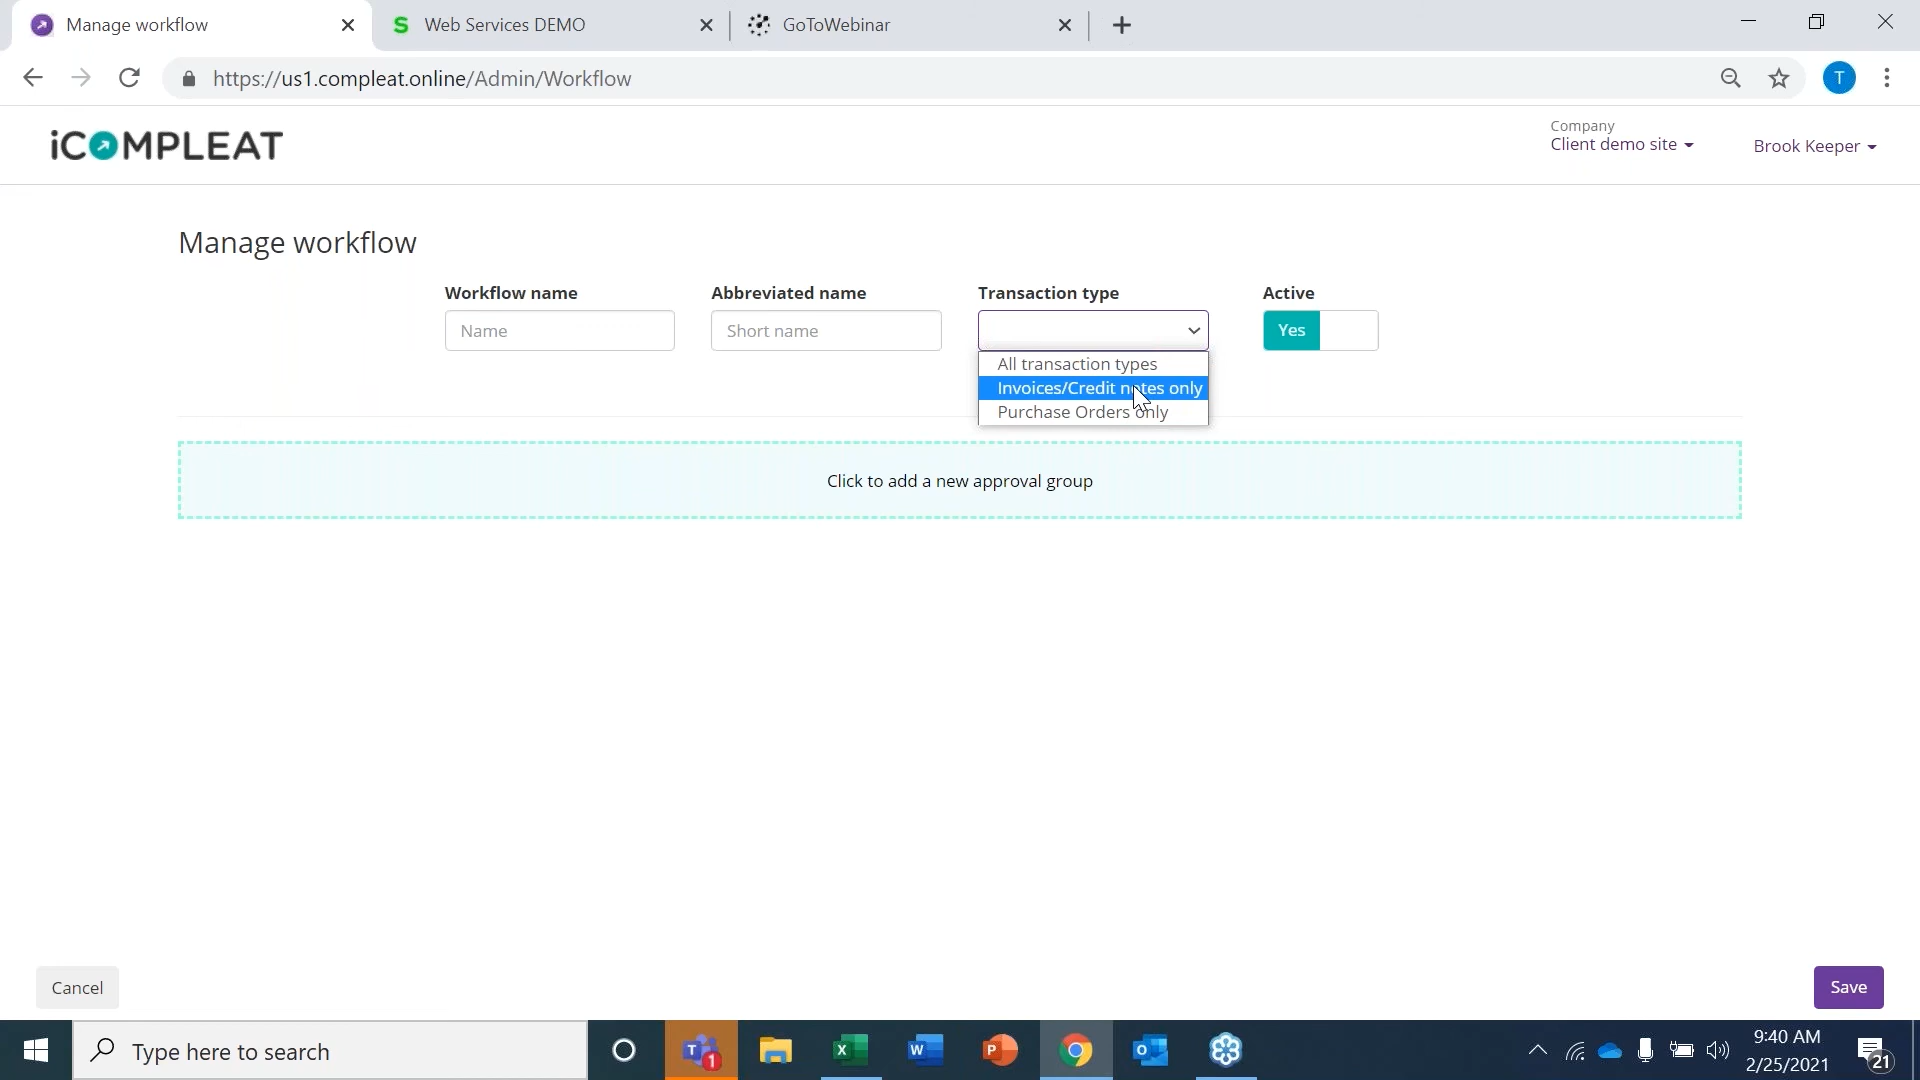 Manage workflow
Web Services DEMO
GoToWebinar
https://us1.compleat.online/Admin/Workflow
T
iCOMPLEAT
Company
Client demo site
Brook Keeper
Manage workflow
Workflow name
Abbreviated name
Transaction type
Active
Name
Short name
Yes
All transaction types
Invoices/Credit notes only
Purchase Orders only
Click to add a new approval group
Cancel
Save
Type here to search
9:40 AM
2/25/2021
21